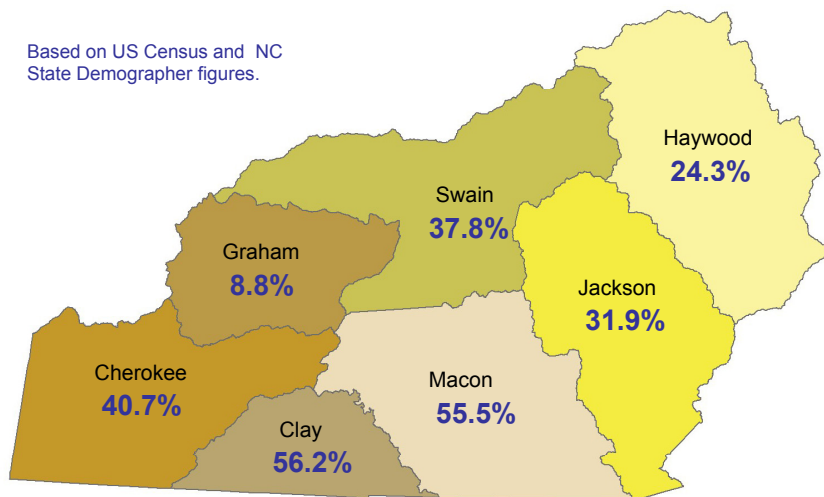 Based on US Census and NC
State Demographer figures.
Haywood
24.3%
Swain
37.8%
Graham
8.8%
Jackson
31.9%
Cherokee
40.7%
Macon
55.5%
Clay
56.2%